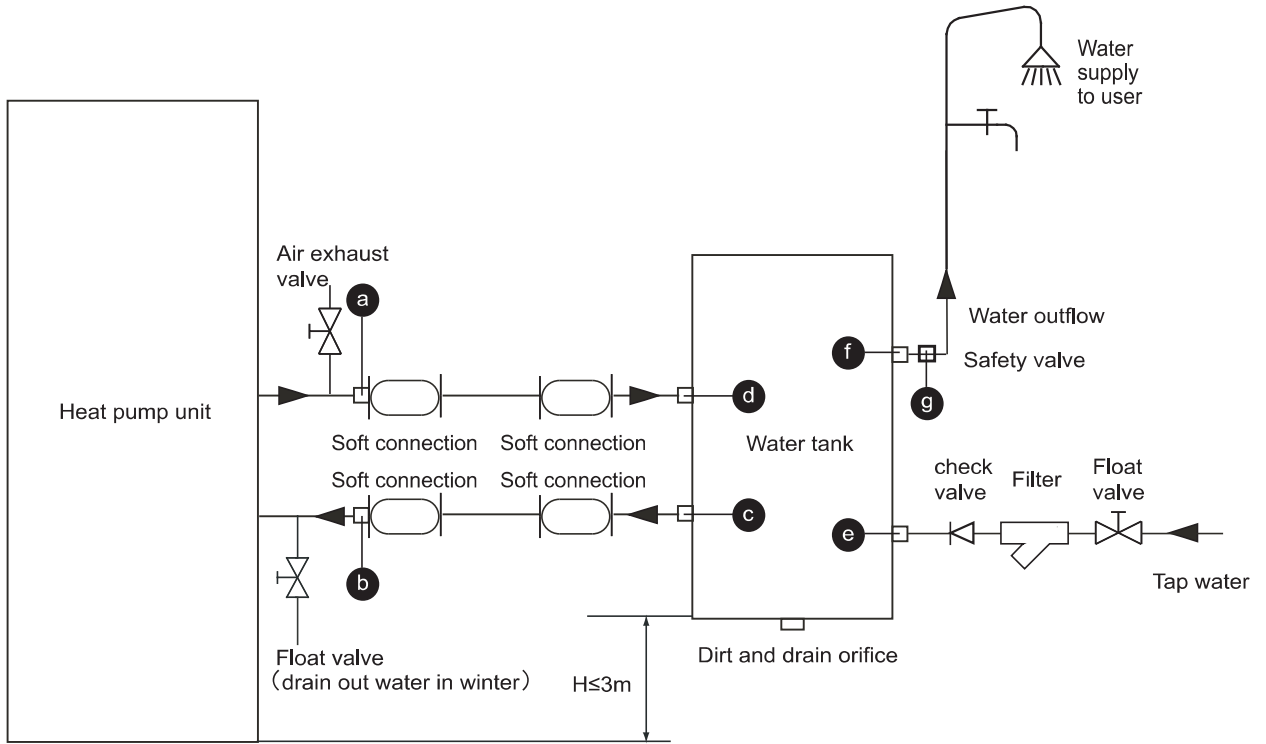 Water
supply
to user
Air exhaust
valve
a
Water outflow
f
Safety valve
Heat pump unit
d
g
Soft connection
Soft connection
Water tank
Soft connection
Soft connection
check
valve
Filter
Float
valve
c
e
b
Tap water
Float valve
（drain out water in winter）
Dirt and drain orifice
H≤3m